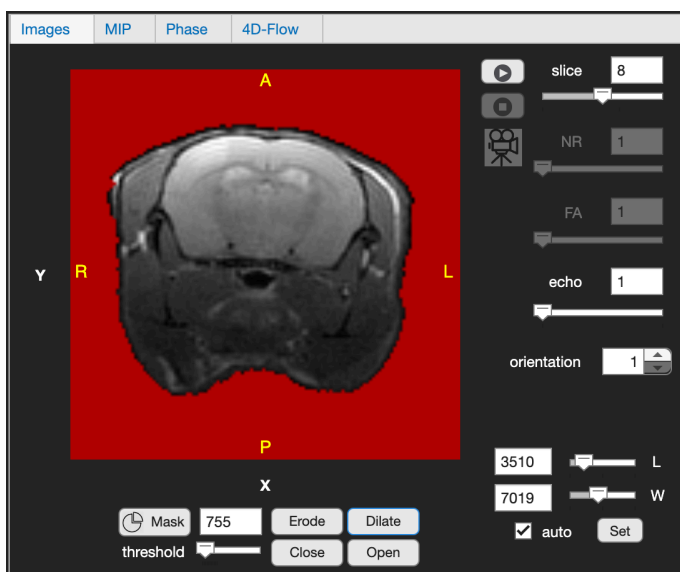 Images MIP Phase 4D-Flow
A
slice 8
NR 1
FA 1
Y R L
echo 1
orientation 1
P
X
3510 L
7019 W
auto Set
Mask 755 Erode Dilate
threshold Close Open